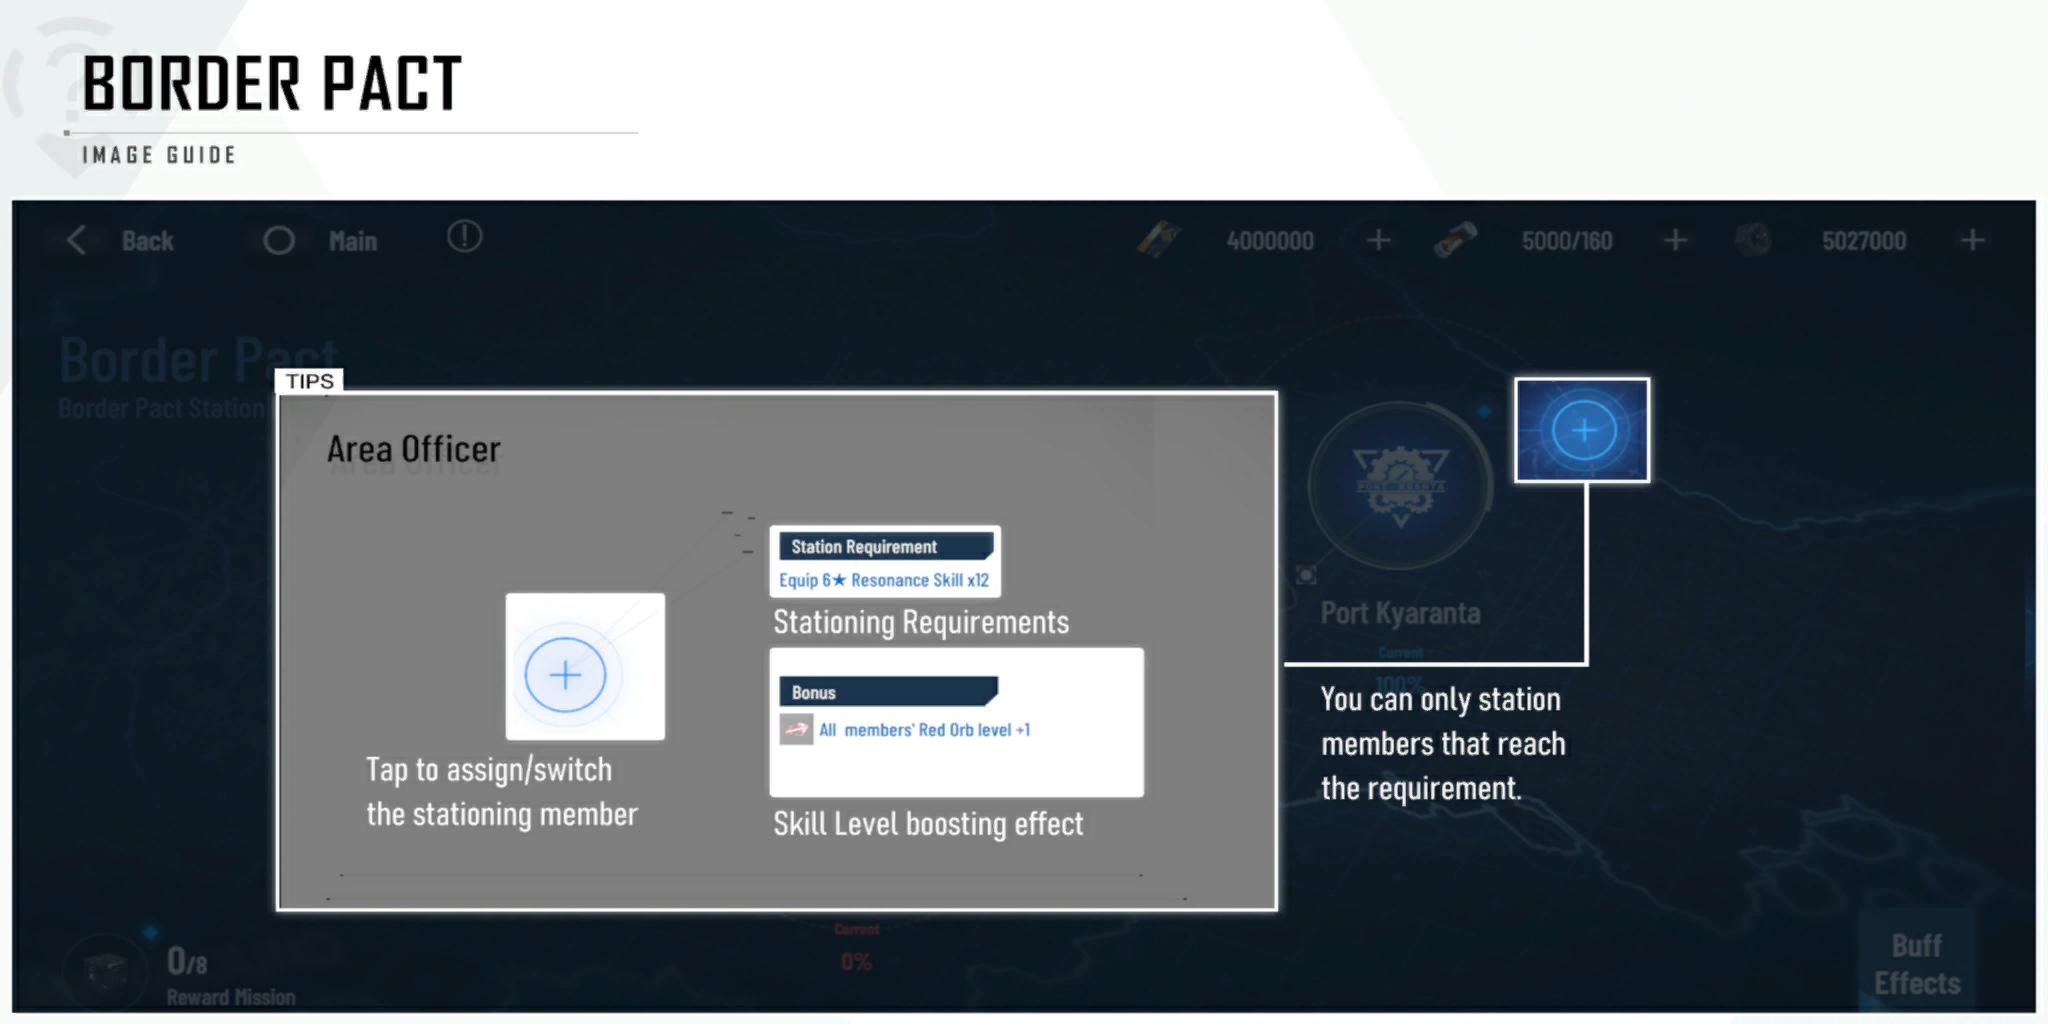 BORDER PACT
IMAGE GUIDE
Back
Main
4000000
5000/160
5027000
Border Pact
Border Pact Station
TIPS
Area Officer
Station Requirement
Equip 6★ Resonance Skill x12
Stationing Requirements
Tap to assign/switch
the stationing member
Bonus
All members' Red Orb level +1
Skill Level boosting effect
Port Kyaranta
Current
100%
You can only station
members that reach
the requirement.
Current
0%
0/8
Reward Mission
Buff
Effects